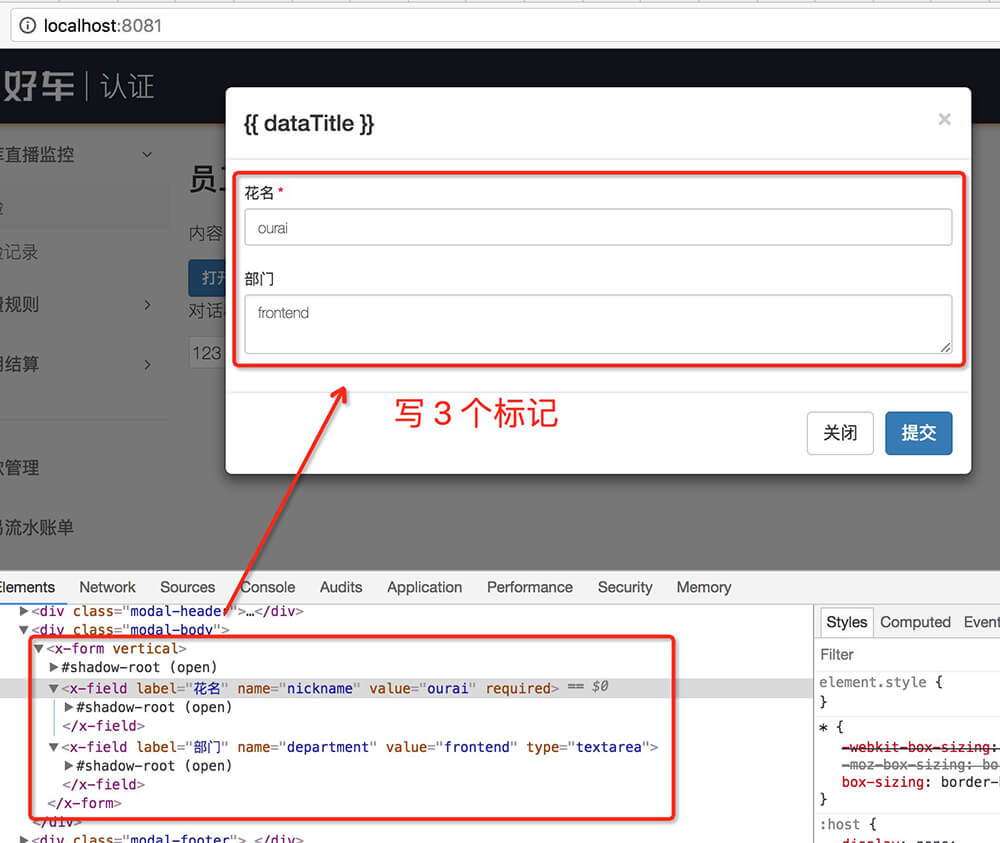 localhost:8081
好车 | 认证
{{ dataTitle }}
×
车直播监控
员工
花名 *
ourai
内容
验记录
打开
部门
frontend
费规则
对话
123
用结算
写 3 个标记
关闭
提交
管理
流水账单
Elements Network Sources Console Audits Application Performance Security Memory
<div class="modal-header">…</div>
<div class="modal-body">
<x-form vertical>
#shadow-root (open)
<x-field label="花名" name="nickname" value="ourai" required> == $0
#shadow-root (open)
</x-field>
<x-field label="部门" name="department" value="frontend" type="textarea">
#shadow-root (open)
</x-field>
</x-form>
</div>
<div class="modal-footer"> </div>
Styles Computed Event
Filter
element.style {
}
* {
-webkit-box-sizing:
-moz-box-sizing: bo
box-sizing: border-
}
:host {
display: none;